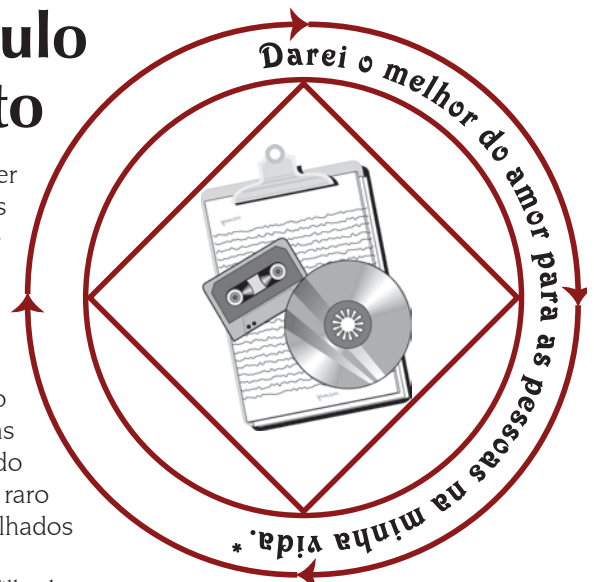 ulo
to
er
s
Darei o melhor do amor para as pessoas na minha vida.*
o
as
do
raro
lhados